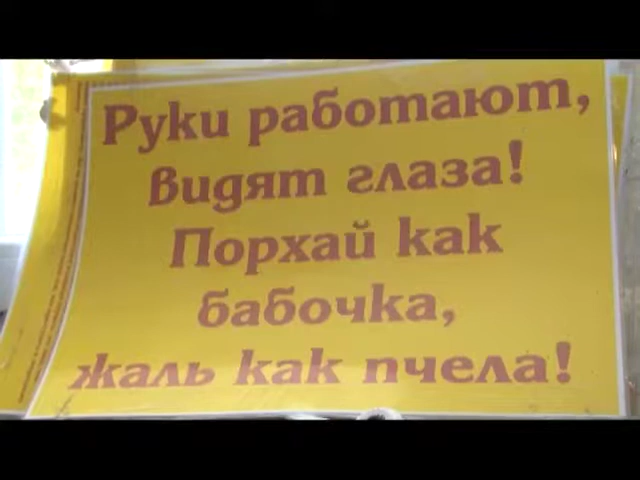 Руки работают,
видят глаза!
Порхай как
бабочка,
жаль как пчела!